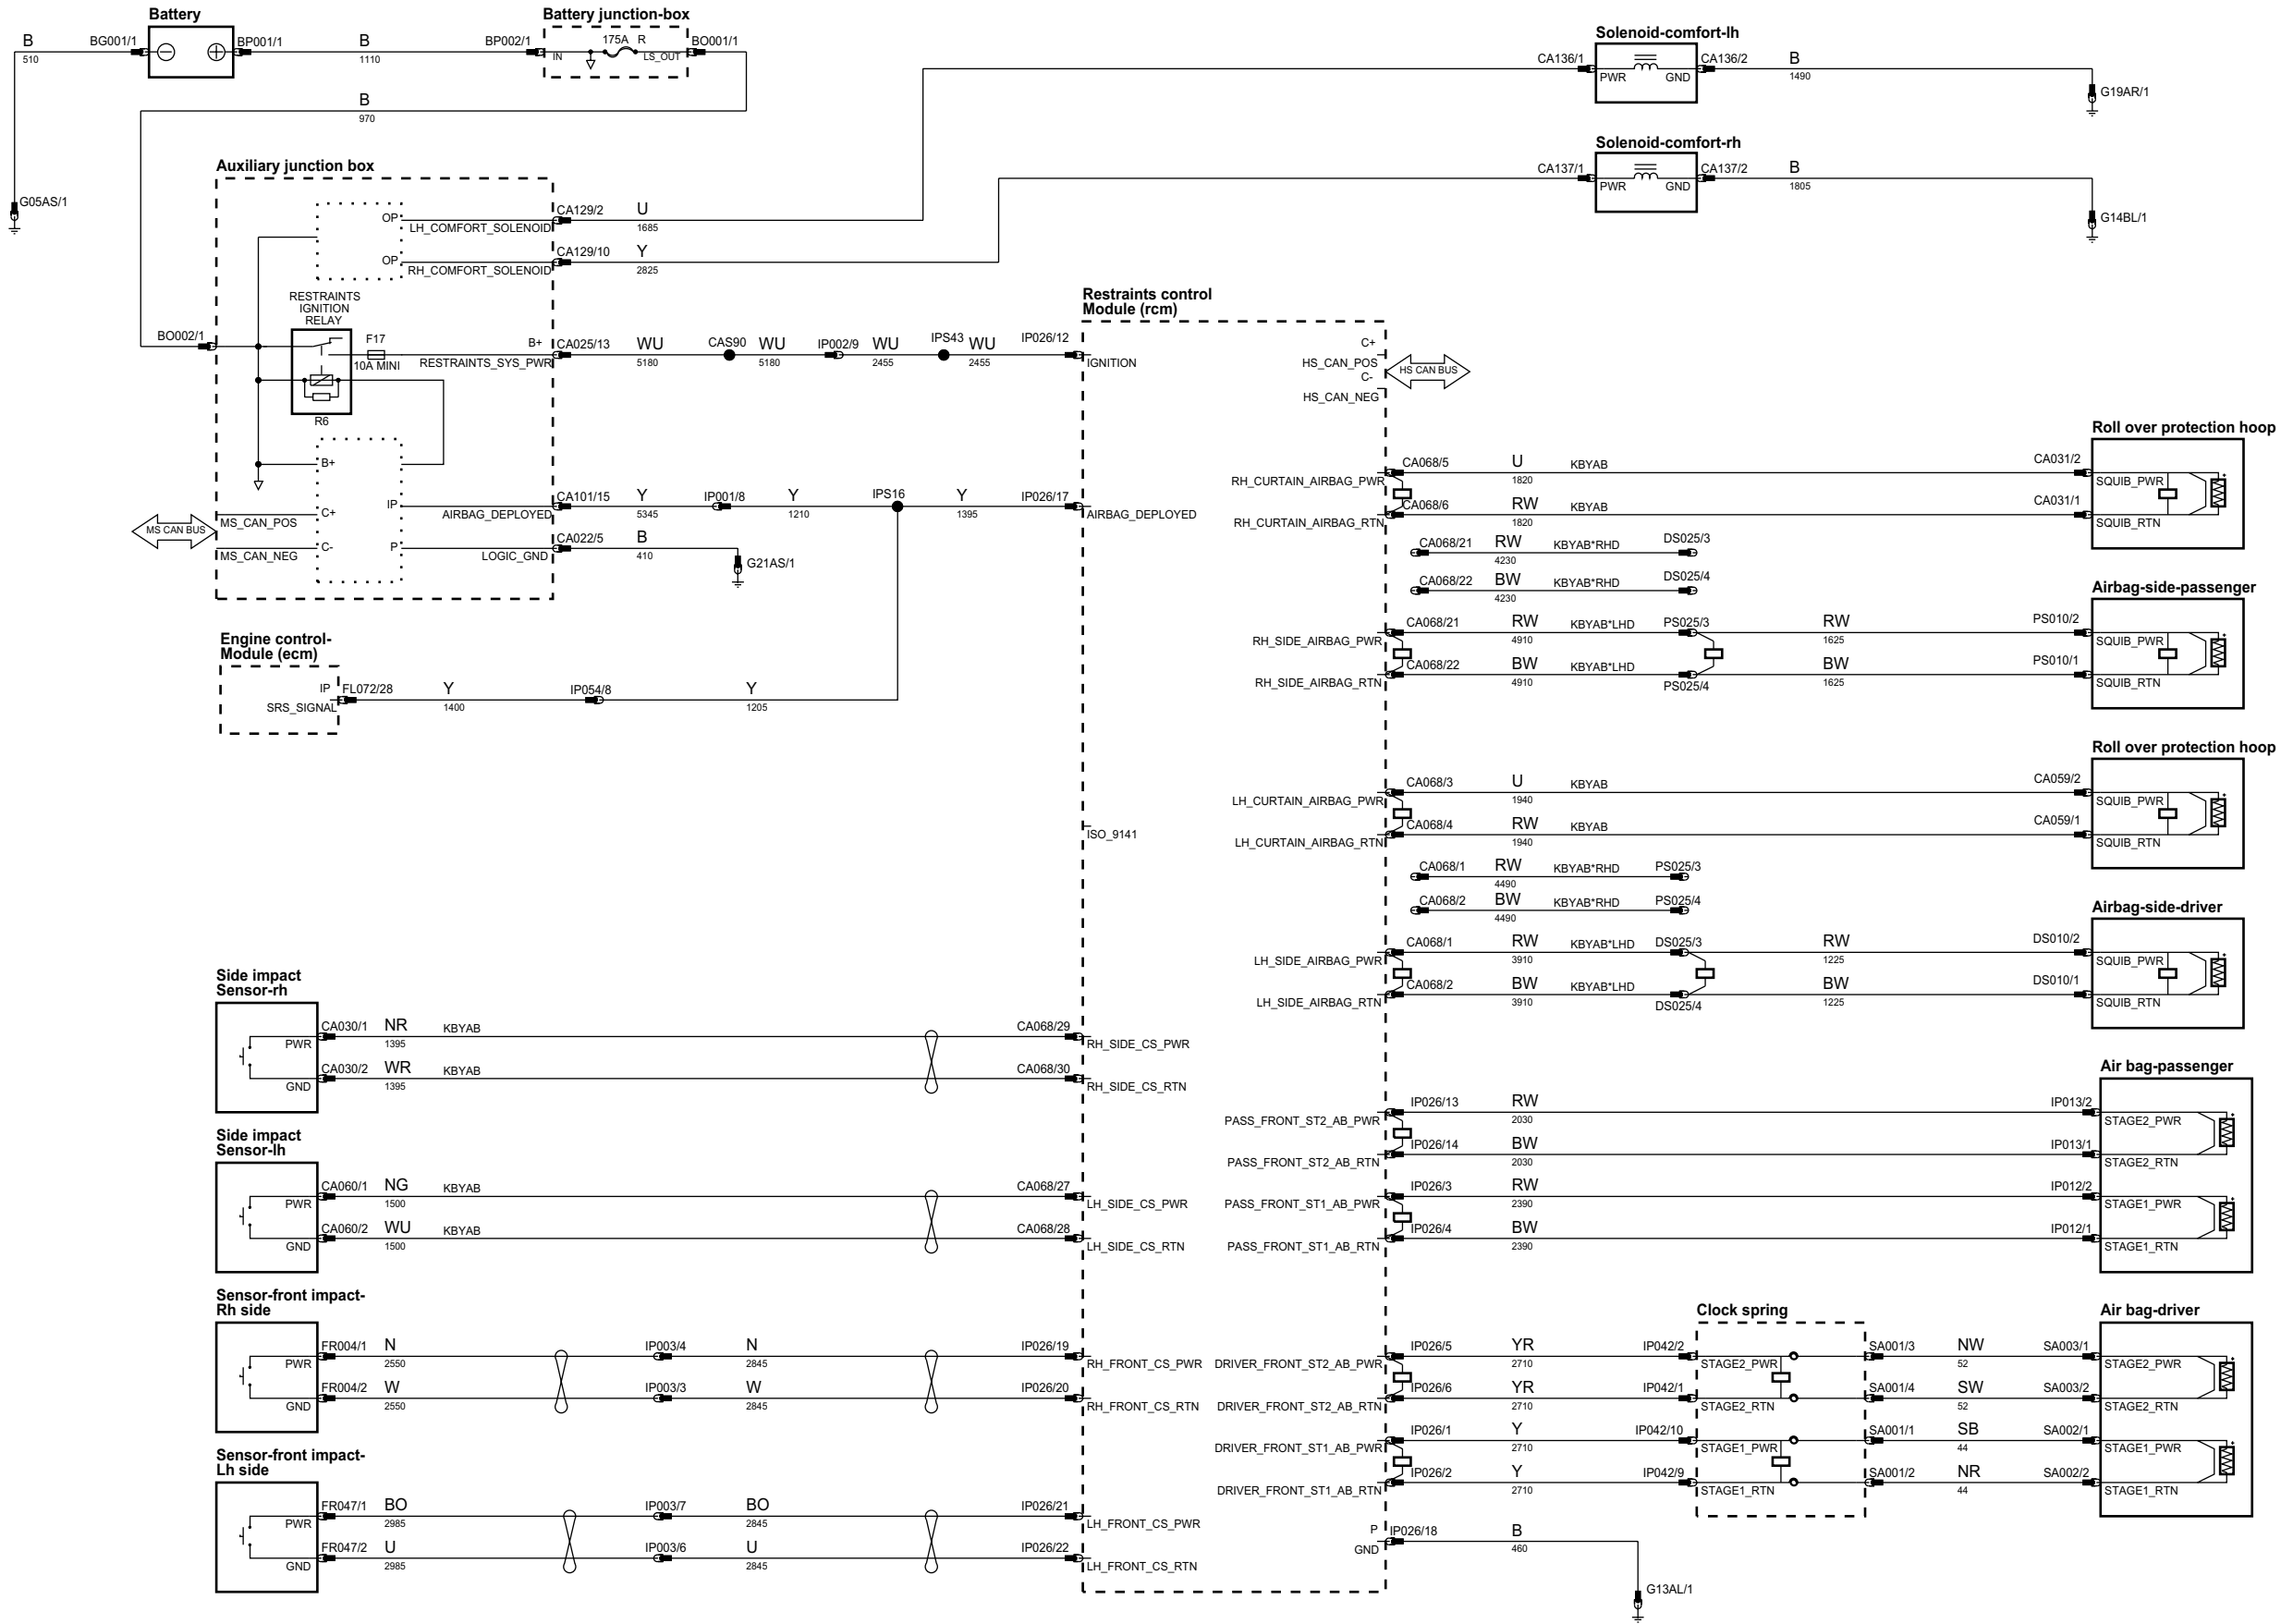 Battery
B
510
BG001/1
BP001/1
B
1110
G05AS/1
Battery junction-box
BP002/1
IN
175A R
LS_OUT
BO001/1
B
970
Solenoid-comfort-lh
CA136/1
PWR
GND
CA136/2
B
1490
G19AR/1
Solenoid-comfort-rh
CA137/1
PWR
GND
CA137/2
B
1805
G14BL/1
Auxiliary junction box
OP
LH_COMFORT_SOLENOID
CA129/2
U
1685
OP
RH_COMFORT_SOLENOID
CA129/10
Y
2825
RESTRAINTS
IGNITION
RELAY
BO002/1
F17
10A MINI
R6
B+
RESTRAINTS_SYS_PWR
CA025/13
WU
5180
CAS90
WU
5180
IP002/9
WU
2455
IPS43
WU
2455
IP026/12
B+
C+
C-
IP
P
MS CAN BUS
MS_CAN_POS
MS_CAN_NEG
AIRBAG_DEPLOYED
CA101/15
Y
5345
IP001/8
Y
1210
IPS16
Y
1395
IP026/17
LOGIC_GND
CA022/5
B
410
G21AS/1
Engine control-
Module (ecm)
IP
SRS_SIGNAL
FL072/28
Y
1400
IP054/8
Y
1205
Restraints control
Module (rcm)
IGNITION
AIRBAG_DEPLOYED
ISO_9141
C+
HS_CAN_POS
C-
HS_CAN_NEG
HS CAN BUS
RH_CURTAIN_AIRBAG_PWR
CA068/5
U
1820
KBYAB
CA031/2
RH_CURTAIN_AIRBAG_RTN
CA068/6
RW
1820
KBYAB
CA031/1
Roll over protection hoop
SQUIB_PWR
SQUIB_RTN
CA068/21
RW
4230
KBYAB*RHD
DS025/3
CA068/22
BW
4230
KBYAB*RHD
DS025/4
RH_SIDE_AIRBAG_PWR
CA068/21
RW
4910
KBYAB*LHD
PS025/3
RW
1625
PS010/2
RH_SIDE_AIRBAG_RTN
CA068/22
BW
4910
KBYAB*LHD
PS025/4
BW
1625
PS010/1
Airbag-side-passenger
SQUIB_PWR
SQUIB_RTN
LH_CURTAIN_AIRBAG_PWR
CA068/3
U
1940
KBYAB
CA059/2
LH_CURTAIN_AIRBAG_RTN
CA068/4
RW
1940
KBYAB
CA059/1
Roll over protection hoop
SQUIB_PWR
SQUIB_RTN
CA068/1
RW
4490
KBYAB*RHD
PS025/3
CA068/2
BW
4490
KBYAB*RHD
PS025/4
LH_SIDE_AIRBAG_PWR
CA068/1
RW
3910
KBYAB*LHD
DS025/3
RW
1225
DS010/2
LH_SIDE_AIRBAG_RTN
CA068/2
BW
3910
KBYAB*LHD
DS025/4
BW
1225
DS010/1
Airbag-side-driver
SQUIB_PWR
SQUIB_RTN
Side impact
Sensor-rh
PWR
CA030/1
NR
1395
KBYAB
CA068/29
RH_SIDE_CS_PWR
GND
CA030/2
WR
1395
KBYAB
CA068/30
RH_SIDE_CS_RTN
Side impact
Sensor-lh
PWR
CA060/1
NG
1500
KBYAB
CA068/27
LH_SIDE_CS_PWR
GND
CA060/2
WU
1500
KBYAB
CA068/28
LH_SIDE_CS_RTN
Sensor-front impact-
Rh side
PWR
FR004/1
N
2550
IP003/4
N
2845
IP026/19
RH_FRONT_CS_PWR
GND
FR004/2
W
2550
IP003/3
W
2845
IP026/20
RH_FRONT_CS_RTN
Sensor-front impact-
Lh side
PWR
FR047/1
BO
2985
IP003/7
BO
2845
IP026/21
LH_FRONT_CS_PWR
GND
FR047/2
U
2985
IP003/6
U
2845
IP026/22
LH_FRONT_CS_RTN
PASS_FRONT_ST2_AB_PWR
IP026/13
RW
2030
IP013/2
PASS_FRONT_ST2_AB_RTN
IP026/14
BW
2030
IP013/1
PASS_FRONT_ST1_AB_PWR
IP026/3
RW
2390
IP012/2
PASS_FRONT_ST1_AB_RTN
IP026/4
BW
2390
IP012/1
Air bag-passenger
STAGE2_PWR
STAGE2_RTN
STAGE1_PWR
STAGE1_RTN
DRIVER_FRONT_ST2_AB_PWR
IP026/5
YR
2710
IP042/2
DRIVER_FRONT_ST2_AB_RTN
IP026/6
YR
2710
IP042/1
DRIVER_FRONT_ST1_AB_PWR
IP026/1
Y
2710
IP042/10
DRIVER_FRONT_ST1_AB_RTN
IP026/2
Y
2710
IP042/9
Clock spring
STAGE2_PWR
STAGE2_RTN
STAGE1_PWR
STAGE1_RTN
SA001/3
NW
52
SA003/1
SA001/4
SW
52
SA003/2
SA001/1
SB
44
SA002/1
SA001/2
NR
44
SA002/2
Air bag-driver
STAGE2_PWR
STAGE2_RTN
STAGE1_PWR
STAGE1_RTN
P
GND
IP026/18
B
460
G13AL/1